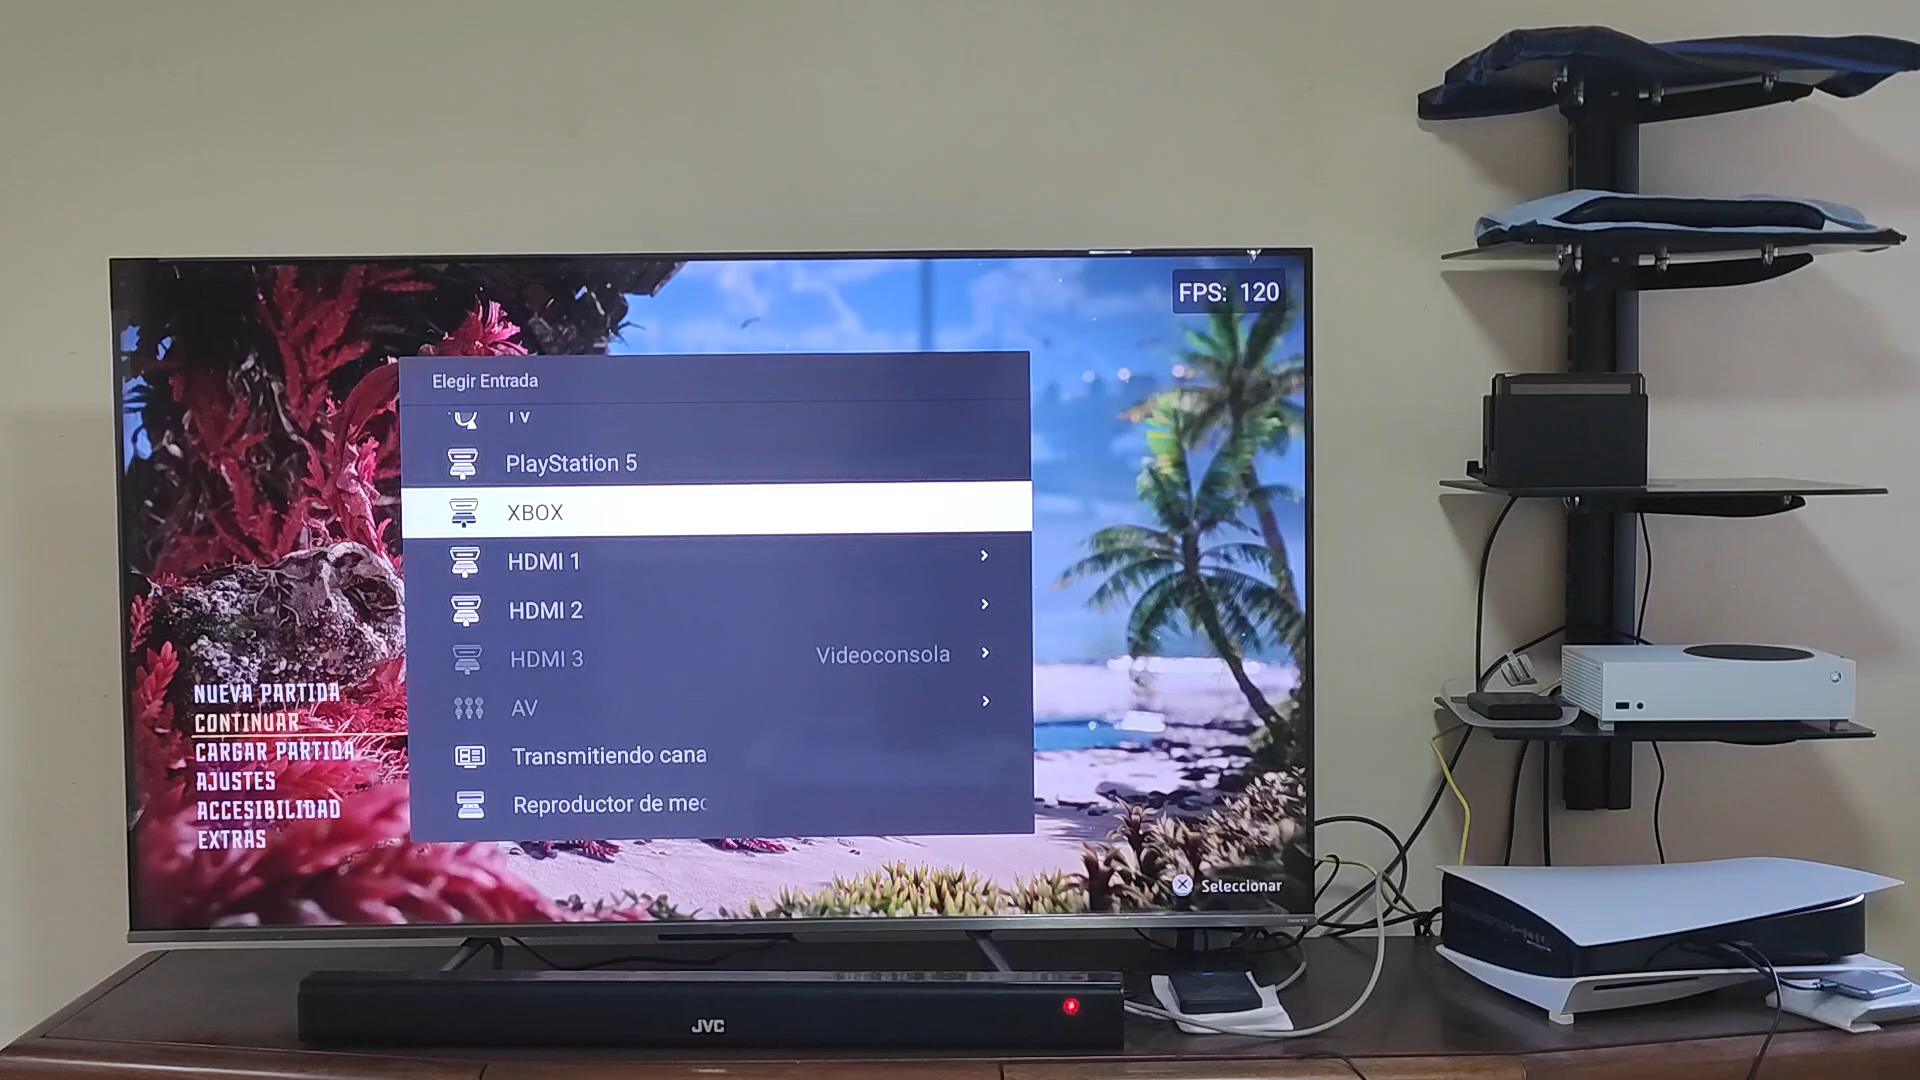 FPS: 120
Elegir Entrada
TV
PlayStation 5
XBOX
HDMI 1
HDMI 2
HDMI 3 Videoconsola
AV
Transmitiendo cana
Reproductor de mec
NUEVA PARTIDA
CONTINUAR
CARGAR PARTIDA
AJUSTES
ACCESIBILIDAD
EXTRAS
Seleccionar
JVC